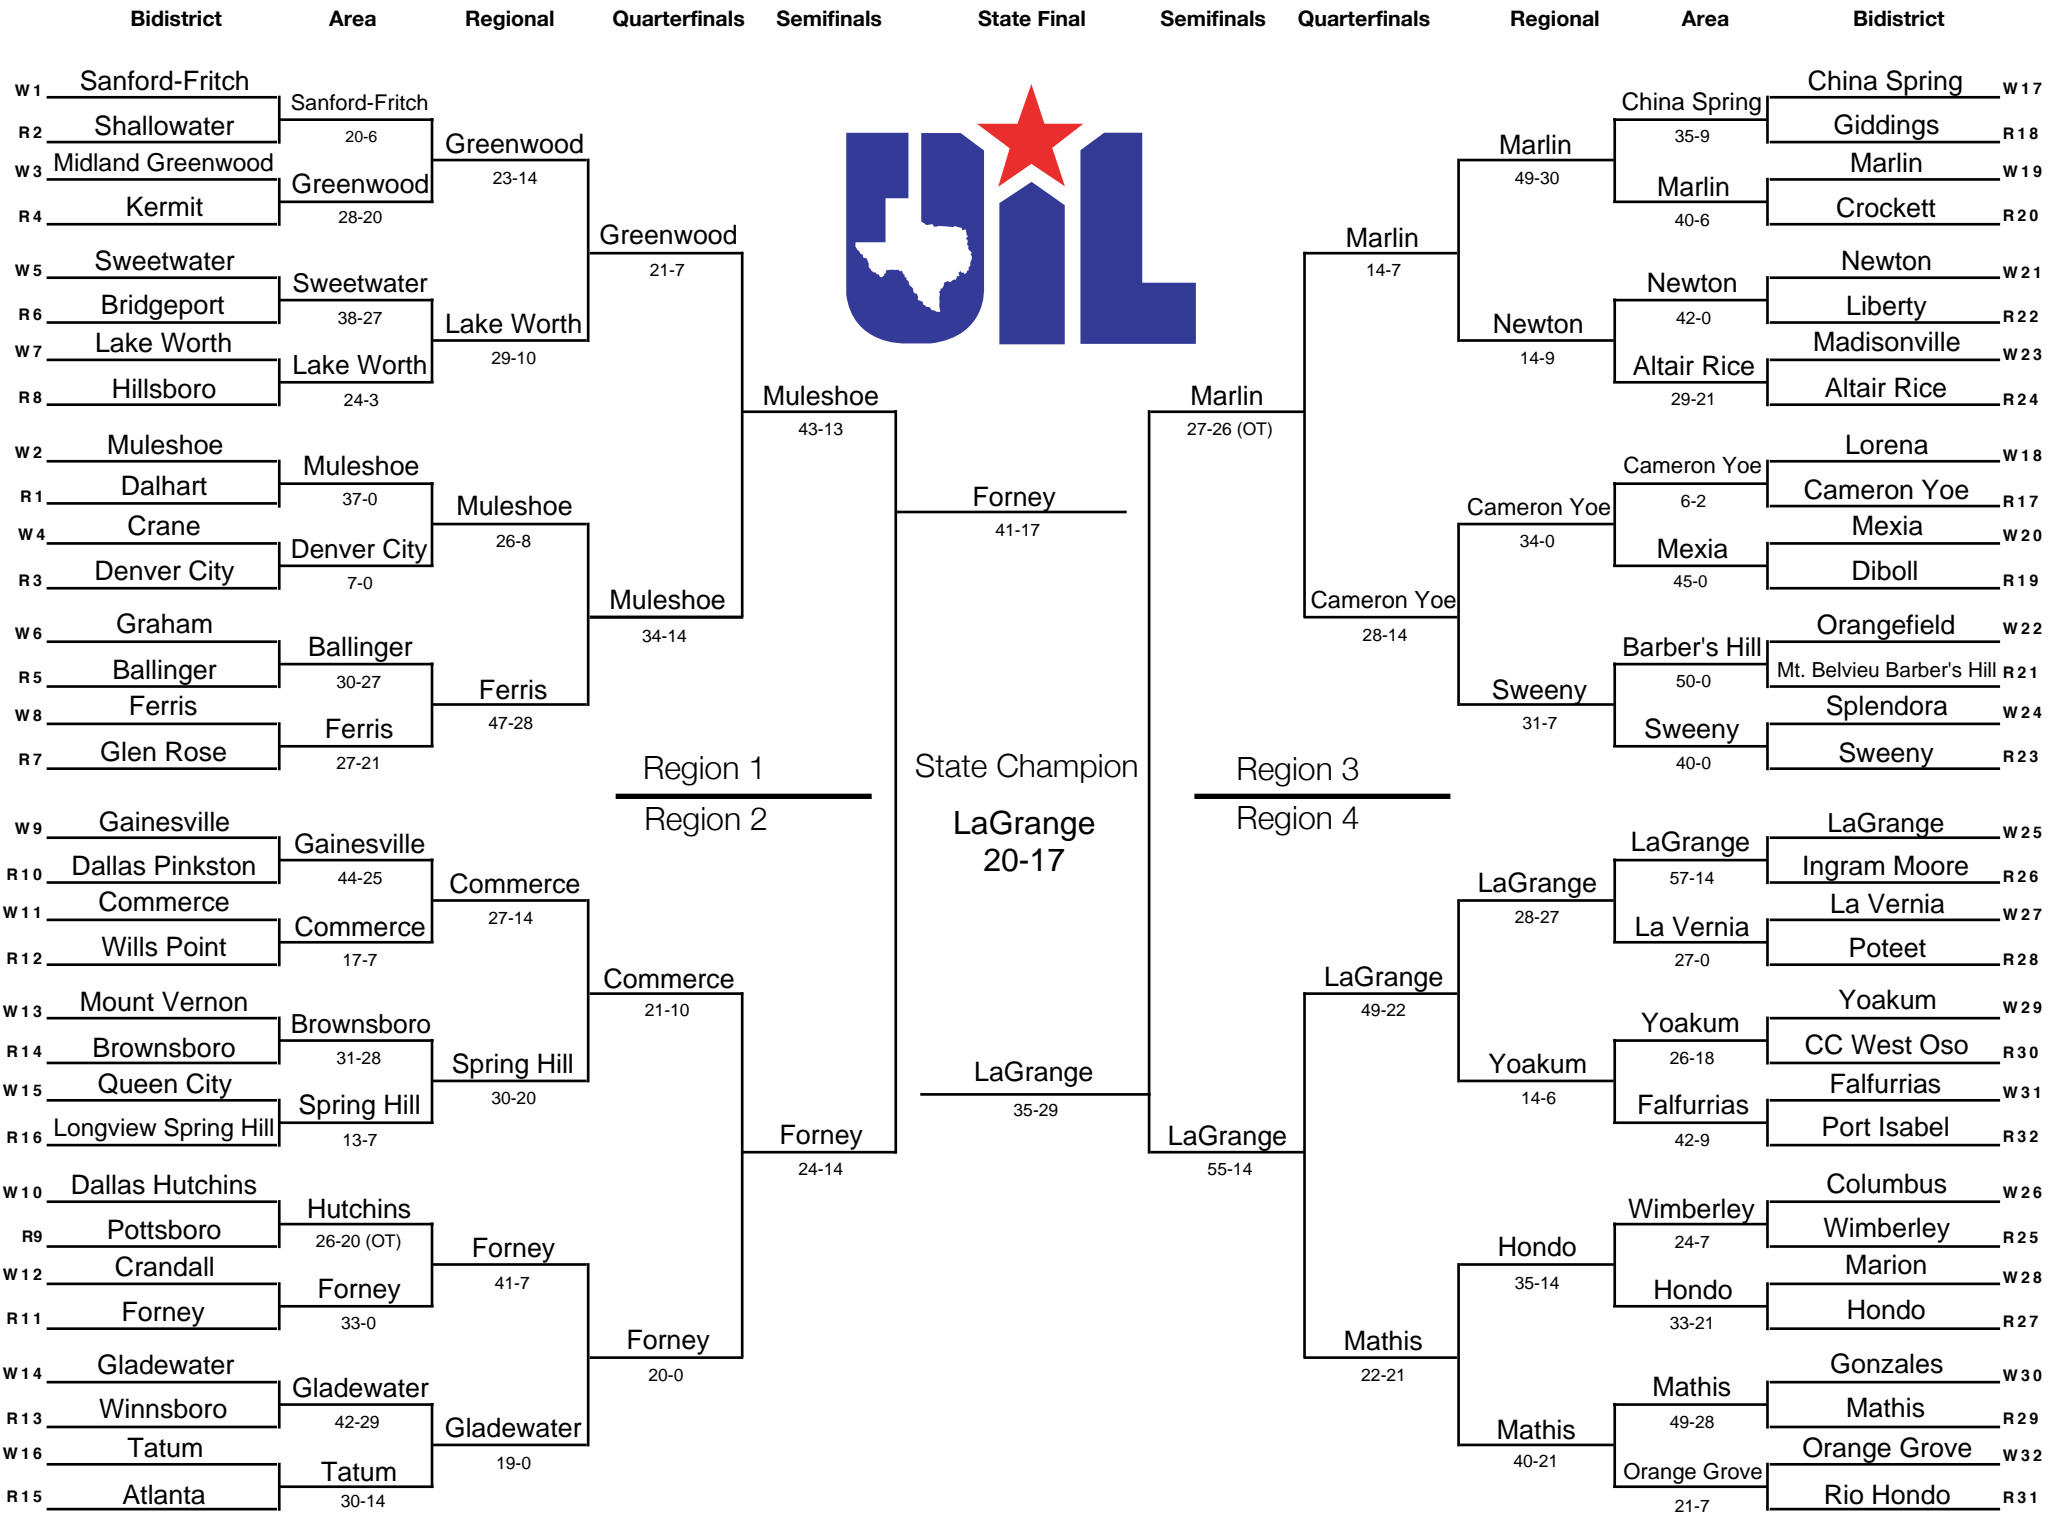 Bidistrict Area Regional Quarterfinals Semifinals State Final Semifinals Quarterfinals Regional Area Bidistrict
UIL
W1 Sanford-Fritch
R2 Shallowater
W3 Midland Greenwood
R4 Kermit
W5 Sweetwater
R6 Bridgeport
W7 Lake Worth
R8 Hillsboro
W2 Muleshoe
R1 Dalhart
W4 Crane
R3 Denver City
W6 Graham
R5 Ballinger
W8 Ferris
R7 Glen Rose
W9 Gainesville
R10 Dallas Pinkston
W11 Commerce
R12 Wills Point
W13 Mount Vernon
R14 Brownsboro
W15 Queen City
R16 Longview Spring Hill
W10 Dallas Hutchins
R9 Pottsboro
W12 Crandall
R11 Forney
W14 Gladewater
R13 Winnsboro
W16 Tatum
R15 Atlanta
Sanford-Fritch
20-6
Greenwood
28-20
Sweetwater
38-27
Lake Worth
24-3
Muleshoe
37-0
Denver City
7-0
Ballinger
30-27
Ferris
27-21
Gainesville
44-25
Commerce
17-7
Brownsboro
31-28
Spring Hill
13-7
Hutchins
26-20 (OT)
Forney
33-0
Gladewater
42-29
Tatum
30-14
Greenwood
23-14
Lake Worth
29-10
Muleshoe
26-8
Ferris
47-28
Commerce
27-14
Spring Hill
30-20
Forney
41-7
Gladewater
19-0
Greenwood
21-7
Muleshoe
34-14
Region 1
Region 2
Commerce
21-10
Forney
20-0
Muleshoe
43-13
Forney
24-14
Forney
41-17
State Champion
LaGrange
20-17
LaGrange
35-29
Marlin
27-26 (OT)
LaGrange
55-14
Marlin
14-7
Cameron Yoe
28-14
Region 3
Region 4
LaGrange
49-22
Mathis
22-21
Marlin
49-30
Newton
14-9
Cameron Yoe
34-0
Sweeny
31-7
LaGrange
28-27
Yoakum
14-6
Hondo
35-14
Mathis
40-21
China Spring
35-9
Marlin
40-6
Newton
42-0
Altair Rice
29-21
Cameron Yoe
6-2
Mexia
45-0
Barber's Hill
50-0
Sweeny
40-0
LaGrange
57-14
La Vernia
27-0
Yoakum
26-18
Falfurrias
42-9
Wimberley
24-7
Hondo
33-21
Mathis
49-28
Orange Grove
21-7
China Spring W17
Giddings R18
Marlin W19
Crockett R20
Newton W21
Liberty R22
Madisonville W23
Altair Rice R24
Lorena W18
Cameron Yoe R17
Mexia W20
Diboll R19
Orangefield W22
Mt. Belvieu Barber's Hill R21
Splendora W24
Sweeny R23
LaGrange W25
Ingram Moore R26
La Vernia W27
Poteet R28
Yoakum W29
CC West Oso R30
Falfurrias W31
Port Isabel R32
Columbus W26
Wimberley R25
Marion W28
Hondo R27
Gonzales W30
Mathis R29
Orange Grove W32
Rio Hondo R31